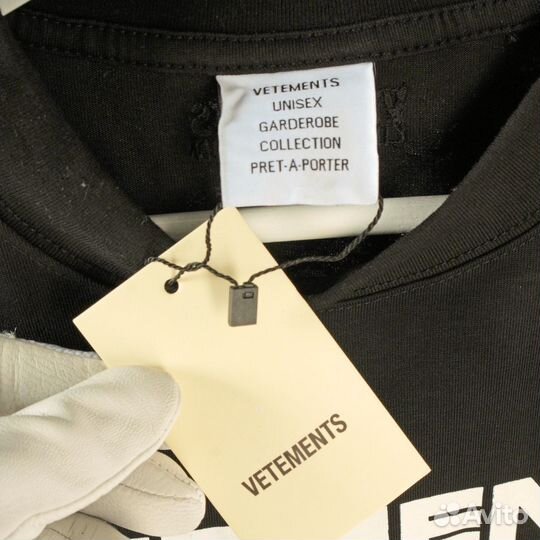 VETEMENTS
UNISEX
GARDEROBE
COLLECTION
PRET-A-PORTER
VETEMENTS
Avito